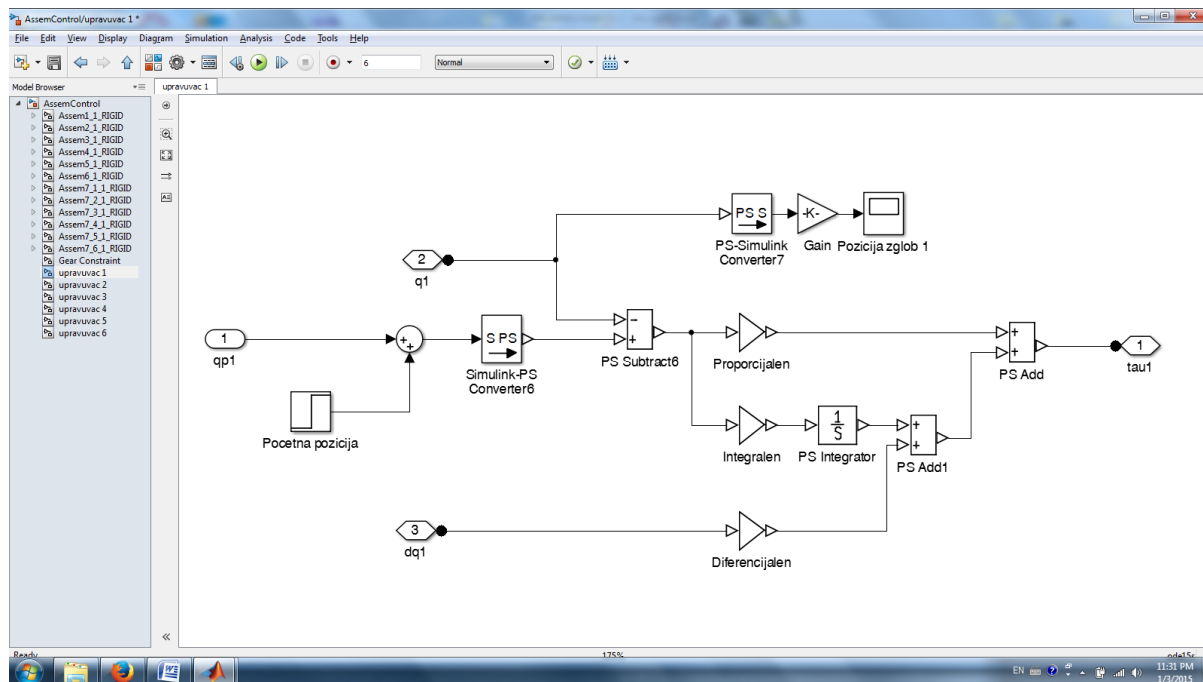 AssemControl/upravuvac 1 *
File Edit View Display Diagram Simulation Analysis Code Tools Help
6 Normal
Model Browser
upravuvac 1
AssemControl
Assem1_1_RIGID
Assem2_1_RIGID
Assem3_1_RIGID
Assem4_1_RIGID
Assem5_1_RIGID
Assem6_1_RIGID
Assem7_1_1_RIGID
Assem7_2_1_RIGID
Assem7_3_1_RIGID
Assem7_4_1_RIGID
Assem7_5_1_RIGID
Assem7_6_1_RIGID
Gear Constraint
upravuvac 1
upravuvac 2
upravuvac 3
upravuvac 4
upravuvac 5
upravuvac 6
PS S
-K-
PS-Simulink
Converter7
Gain
Pozicija zglob 1
2
q1
1
qp1
+
+
S PS
Simulink-PS
Converter6
−
+
PS Subtract6
Proporcijalen
+
+
PS Add
1
tau1
Pocetna pozicija
Integralen
1
S
PS Integrator
+
+
PS Add1
3
dq1
Diferencijalen
Ready
175%
ode15s
EN
11:31 PM
1/3/2015